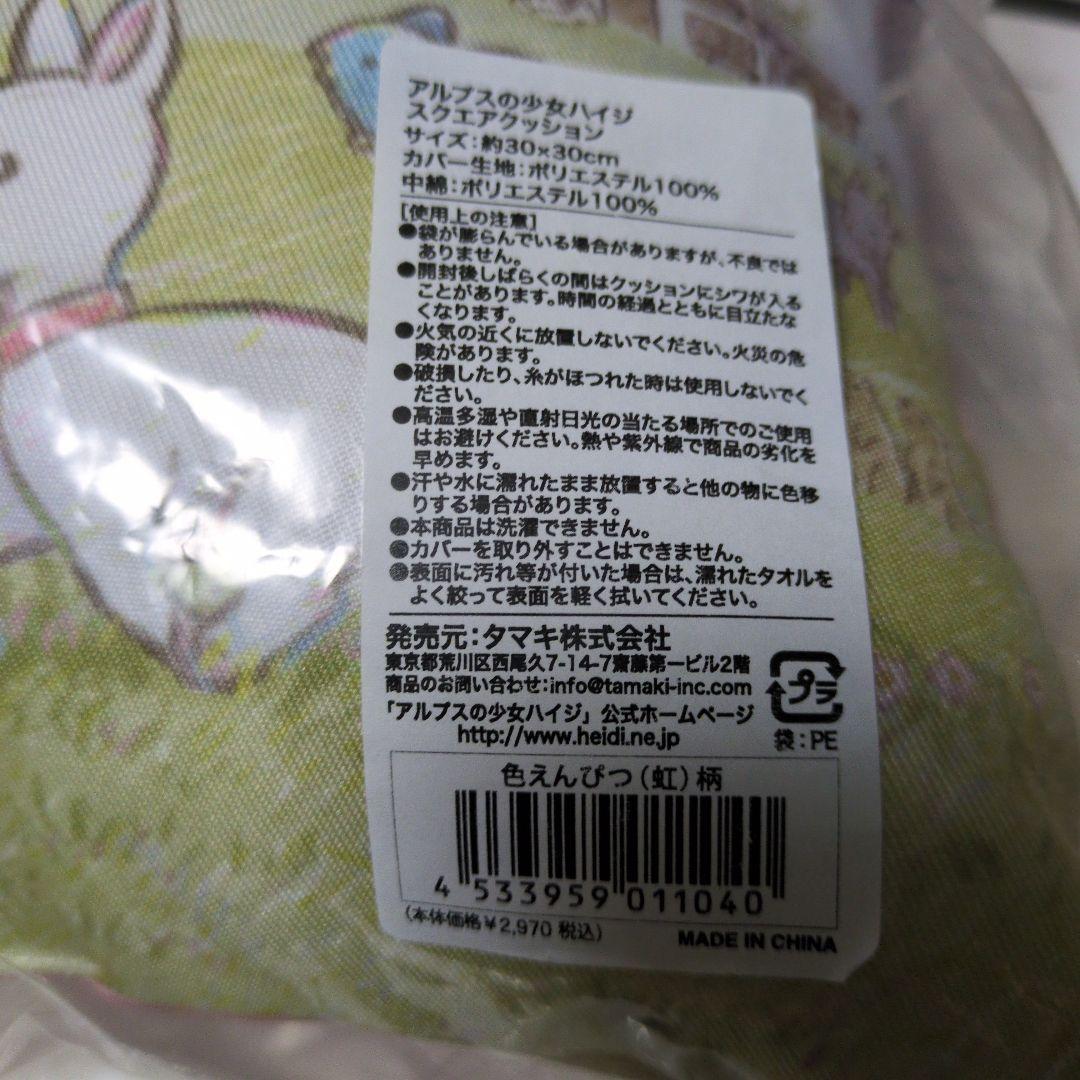 アルプスの少女ハイジ
スクエアクッション
サイズ：約30×30cm
カバー生地：ポリエステル100%
中綿：ポリエステル100%
[使用上の注意]
●袋が膨らんでいる場合がありますが、不良では
ありません。
●開封後しばらくの間はクッションにシワが入る
ことがあります。時間の経過とともに目立たな
くなります。
●火気の近くに放置しないでください。火災の危
険があります。
●破損したり、糸がほつれた時は使用しないでく
ださい。
●高温多湿や直射日光の当たる場所でのご使用
はお避けください。熱や紫外線で商品の劣化を
早めます。
●汗や水に濡れたまま放置すると他の物に色移
りする場合があります。
●本商品は洗濯できません。
●カバーを取り外すことはできません。
●表面に汚れ等が付いた場合は、濡れたタオルを
よく絞って表面を軽く拭いてください。
発売元：タマキ株式会社
東京都荒川区西尾久7-14-7齋藤第一ビル2階
商品のお問い合わせ：info@tamaki-inc.com
「アルプスの少女ハイジ」公式ホームページ
http://www.heidi.ne.jp
プラ
袋：PE
色えんぴつ（虹）柄
4 533959 011040
（本体価格￥2,970 税込）
MADE IN CHINA